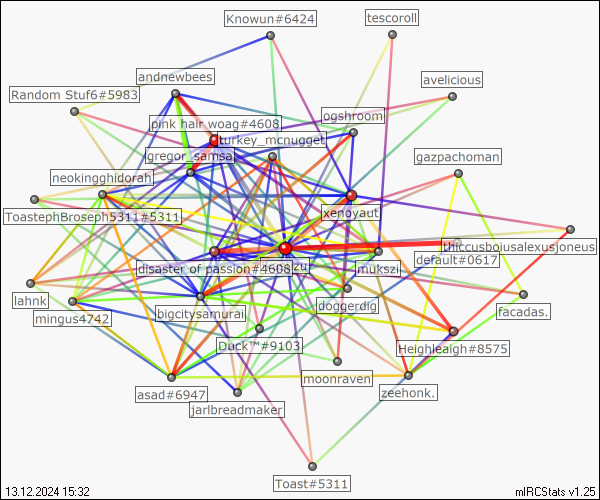 Knowun#6424
tescoroll
andnewbees
avelicious
Random Stuf6#5983
pink hair woag#4608
ogshroom
turkey_mcnugget
gregor_samsa
gazpachoman
neokingghidorah
ToastephBroseph5311#5311
xenoyaut
thiccusboiusalexusjoneus
default#0617
disaster of passion#4608
zu
mukszi
lahnk
mingus4742
bigcitysamurai
doggerdig
facadas.
Duck™#9103
Heighleaigh#8575
moonraven
asad#6947
zeehonk.
jarlbreadmaker
Toast#5311
13.12.2024 15:32
mIRCStats v1.25